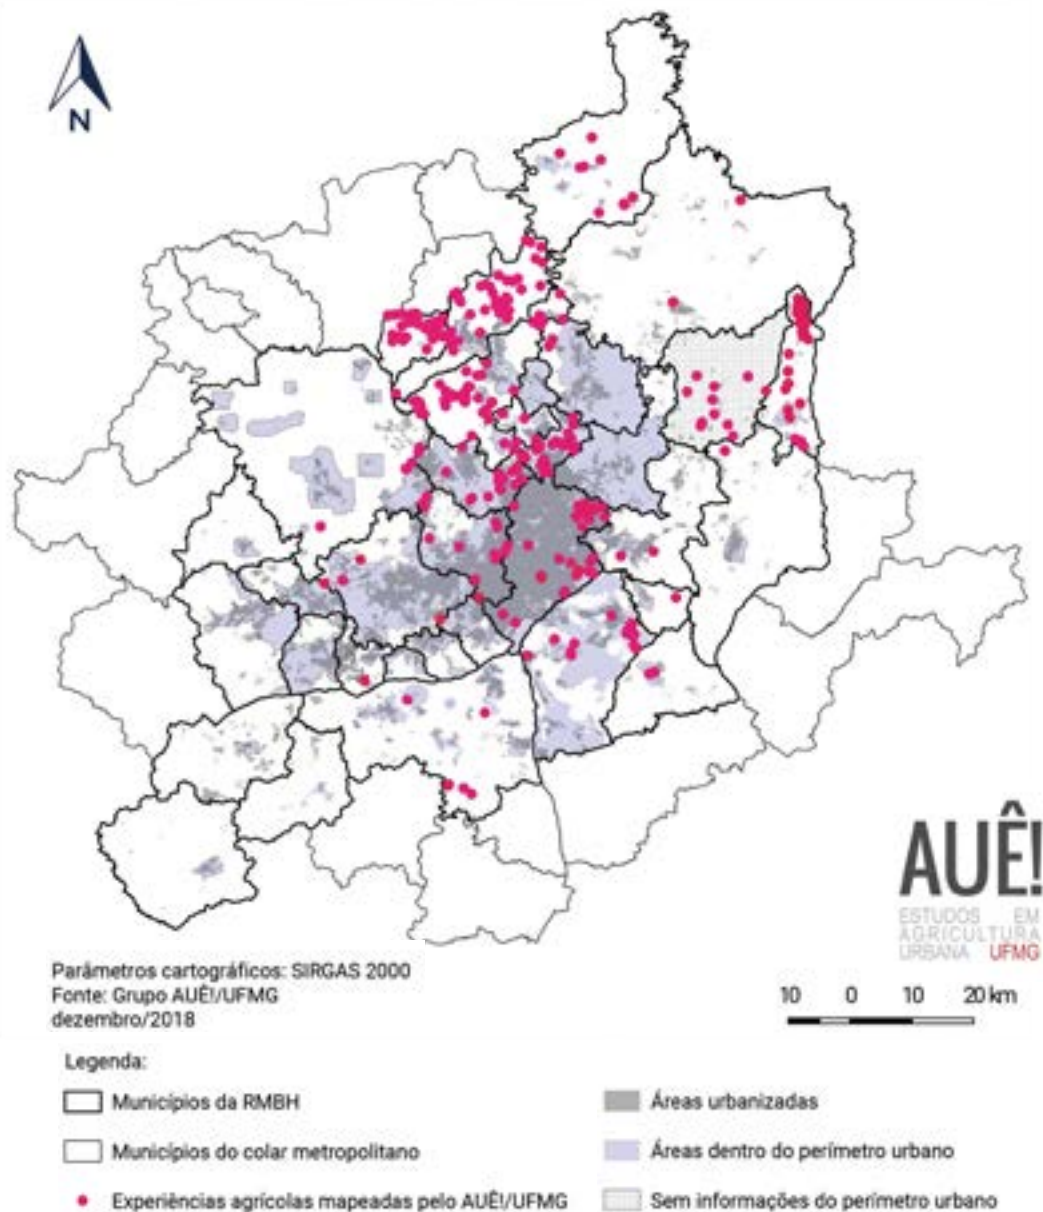 N
AUÊ!
ESTUDOS EM
AGRICULTURA
URBANA UFMG
Parâmetros cartográficos: SIRGAS 2000
Fonte: Grupo AUÊ!/UFMG
dezembro/2018
10 0 10 20 km
Legenda:
Municípios da RMBH
Municípios do colar metropolitano
Experiências agrícolas mapeadas pelo AUÊ!/UFMG
Áreas urbanizadas
Áreas dentro do perímetro urbano
Sem informações do perímetro urbano